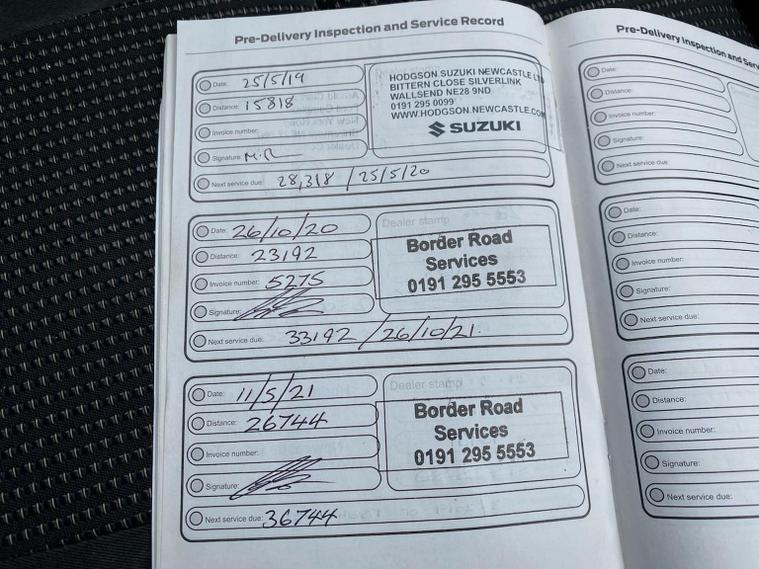 Pre-Delivery Inspection and Service Record
Date: 25/5/19
Distance: 15818
Invoice number:
Signature: M.R
Next service due: 28,318 / 25/5/20
HODGSON SUZUKI NEWCASTLE LTD
BITTERN CLOSE SILVERLINK
WALLSEND NE28 9ND
0191 295 0099
WWW.HODGSON.NEWCASTLE.COM
SUZUKI
Date: 26/10/20
Distance: 23192
Invoice number: 5275
Signature:
Next service due: 33192 / 26/10/21.
Dealer stamp
Border Road
Services
0191 295 5553
Date: 11/5/21
Distance: 26744
Invoice number:
Signature:
Next service due: 36744
Dealer stamp
Border Road
Services
0191 295 5553
Pre-Delivery Inspection and
Date:
Distance:
Invoice number:
Signature:
Next service due:
Date:
Distance:
Invoice number:
Signature:
Next service due:
Date:
Distance:
Invoice number:
Signature:
Next service due: